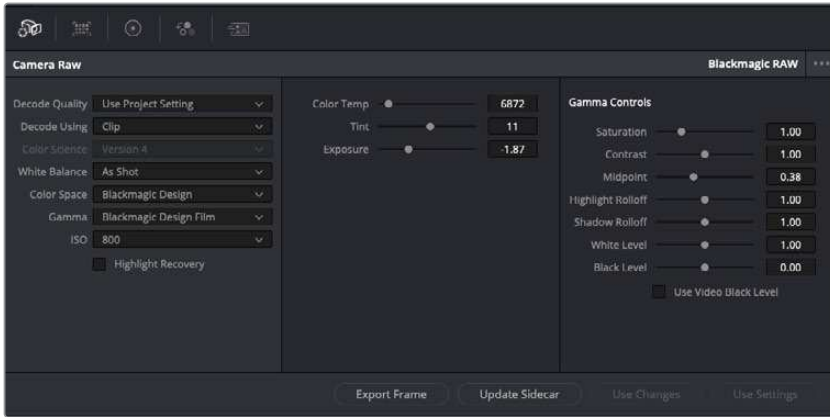 Camera Raw
Blackmagic RAW
Decode Quality Use Project Setting
Decode Using Clip
Color Science Version 4
White Balance As Shot
Color Space Blackmagic Design
Gamma Blackmagic Design Film
ISO 800
Highlight Recovery
Color Temp 6872
Tint 11
Exposure -1.87
Gamma Controls
Saturation 1.00
Contrast 1.00
Midpoint 0.38
Highlight Rolloff 1.00
Shadow Rolloff 1.00
White Level 1.00
Black Level 0.00
Use Video Black Level
Export Frame
Update Sidecar
Use Changes
Use Settings